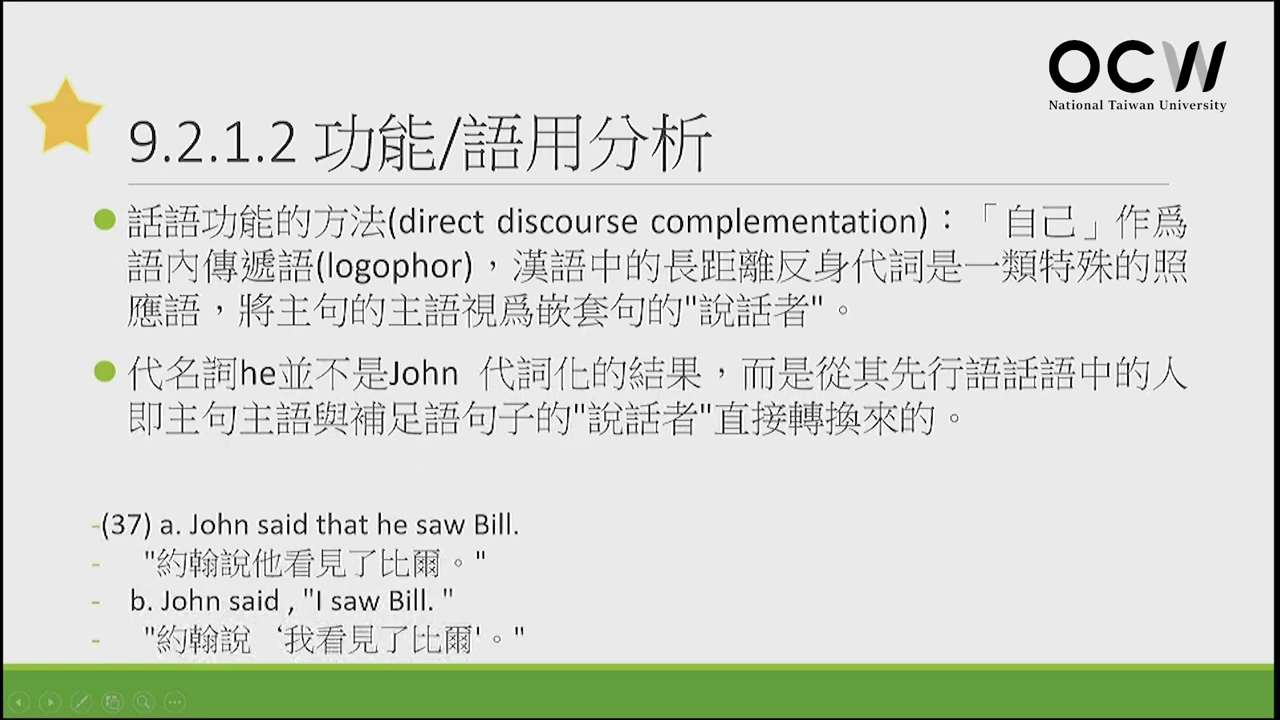 OCW
National Taiwan University
9.2.1.2 功能/語用分析
話語功能的方法(direct discourse complementation)：「自己」作爲
語內傳遞語(logophor)，漢語中的長距離反身代詞是一類特殊的照
應語，將主句的主語視爲嵌套句的"說話者"。
代名詞he並不是John 代詞化的結果，而是從其先行語話語中的人
即主句主語與補足語句子的"說話者"直接轉換來的。
-(37) a. John said that he saw Bill.
- "約翰說他看見了比爾。"
- b. John said , "I saw Bill. "
- "約翰說‘我看見了比爾'。"